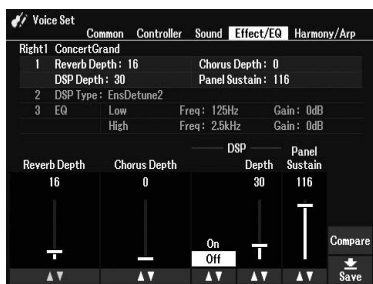 Voice Set
Common Controller Sound Effect/EQ Harmony/Arp
Right1 ConcertGrand
1 Reverb Depth: 16 Chorus Depth: 0
DSP Depth: 30 Panel Sustain: 116
2 DSP Type: EnsDetune2
3 EQ Low Freq: 125Hz Gain: 0dB
High Freq: 2.5kHz Gain: 0dB
DSP Panel
Reverb Depth Chorus Depth Depth Sustain
16 0 30 116
On
Off
Compare
Save